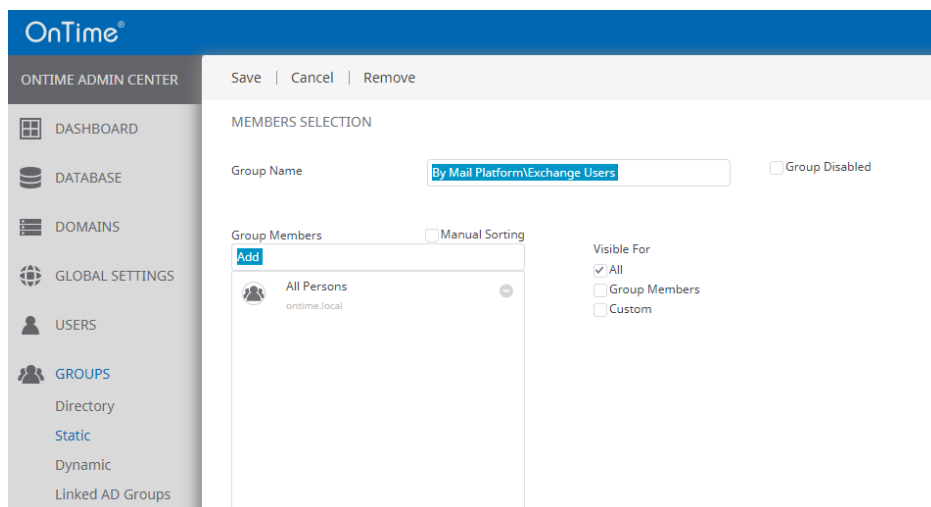 OnTime®
ONTIME ADMIN CENTER
Save | Cancel | Remove
DASHBOARD
DATABASE
DOMAINS
GLOBAL SETTINGS
USERS
GROUPS
Directory
Static
Dynamic
Linked AD Groups
MEMBERS SELECTION
Group Name
By Mail Platform\Exchange Users
Group Disabled
Group Members
Manual Sorting
Add
All Persons
ontime.local
Visible For
All
Group Members
Custom